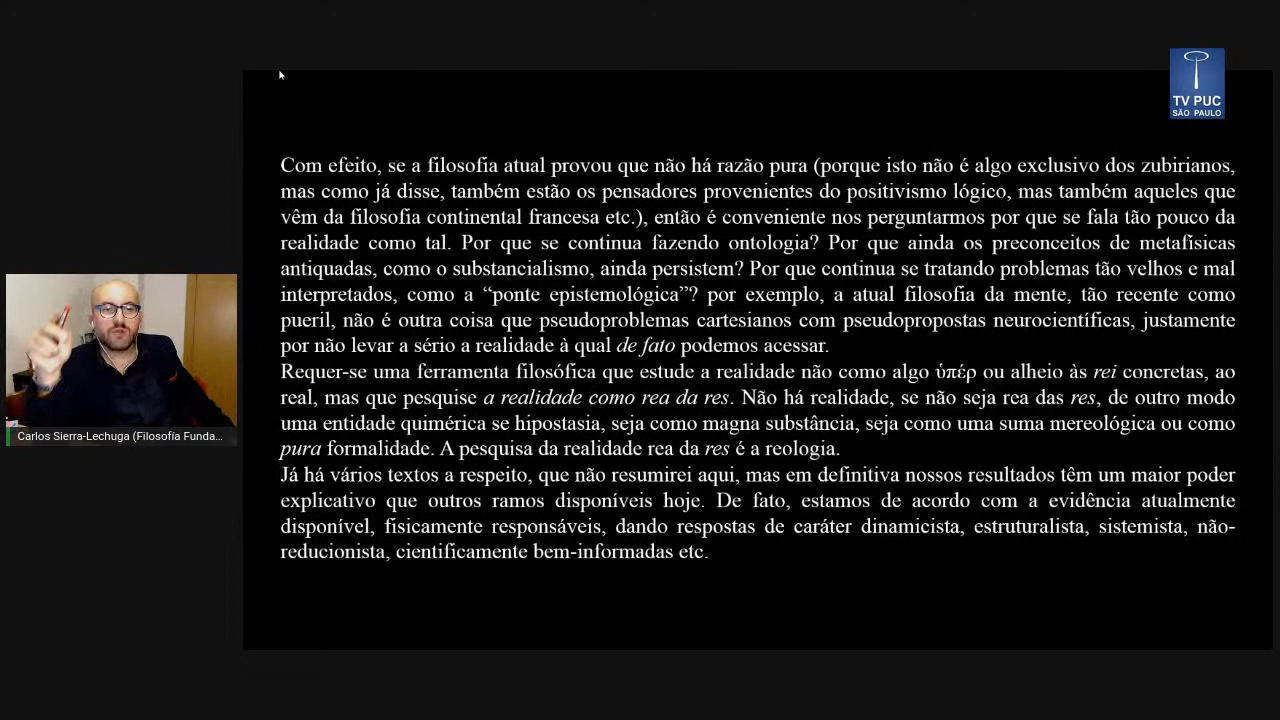 TV PUC
SÃO PAULO
Com efeito, se a filosofia atual provou que não há razão pura (porque isto não é algo exclusivo dos zubirianos,
mas como já disse, também estão os pensadores provenientes do positivismo lógico, mas também aqueles que
vêm da filosofia continental francesa etc.), então é conveniente nos perguntarmos por que se fala tão pouco da
realidade como tal. Por que se continua fazendo ontologia? Por que ainda os preconceitos de metafísicas
antiquadas, como o substancialismo, ainda persistem? Por que continua se tratando problemas tão velhos e mal
interpretados, como a “ponte epistemológica”? por exemplo, a atual filosofia da mente, tão recente como
pueril, não é outra coisa que pseudoproblemas cartesianos com pseudopropostas neurocientíficas, justamente
por não levar a sério a realidade à qual de fato podemos acessar.
Requer-se uma ferramenta filosófica que estude a realidade não como algo ὑπέρ ou alheio às rei concretas, ao
real, mas que pesquise a realidade como rea da res. Não há realidade, se não seja rea das res, de outro modo
uma entidade quimérica se hipostasia, seja como magna substância, seja como uma suma mereológica ou como
pura formalidade. A pesquisa da realidade rea da res é a reologia.
Já há vários textos a respeito, que não resumirei aqui, mas em definitiva nossos resultados têm um maior poder
explicativo que outros ramos disponíveis hoje. De fato, estamos de acordo com a evidência atualmente
disponível, fisicamente responsáveis, dando respostas de caráter dinamicista, estruturalista, sistemista, não-
reducionista, cientificamente bem-informadas etc.
Carlos Sierra-Lechuga (Filosofía Funda...